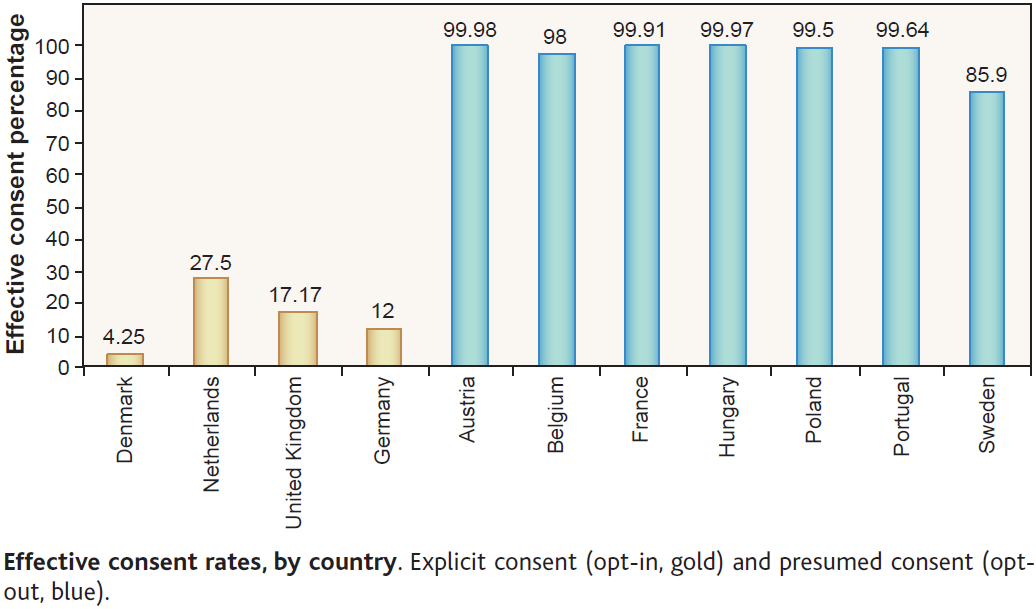 Effective consent percentage
100
90
80
70
60
50
40
30
20
10
0
4.25
27.5
17.17
12
99.98
98
99.91
99.97
99.5
99.64
85.9
Denmark
Netherlands
United Kingdom
Germany
Austria
Belgium
France
Hungary
Poland
Portugal
Sweden
Effective consent rates, by country. Explicit consent (opt-in, gold) and presumed consent (opt-
out, blue).